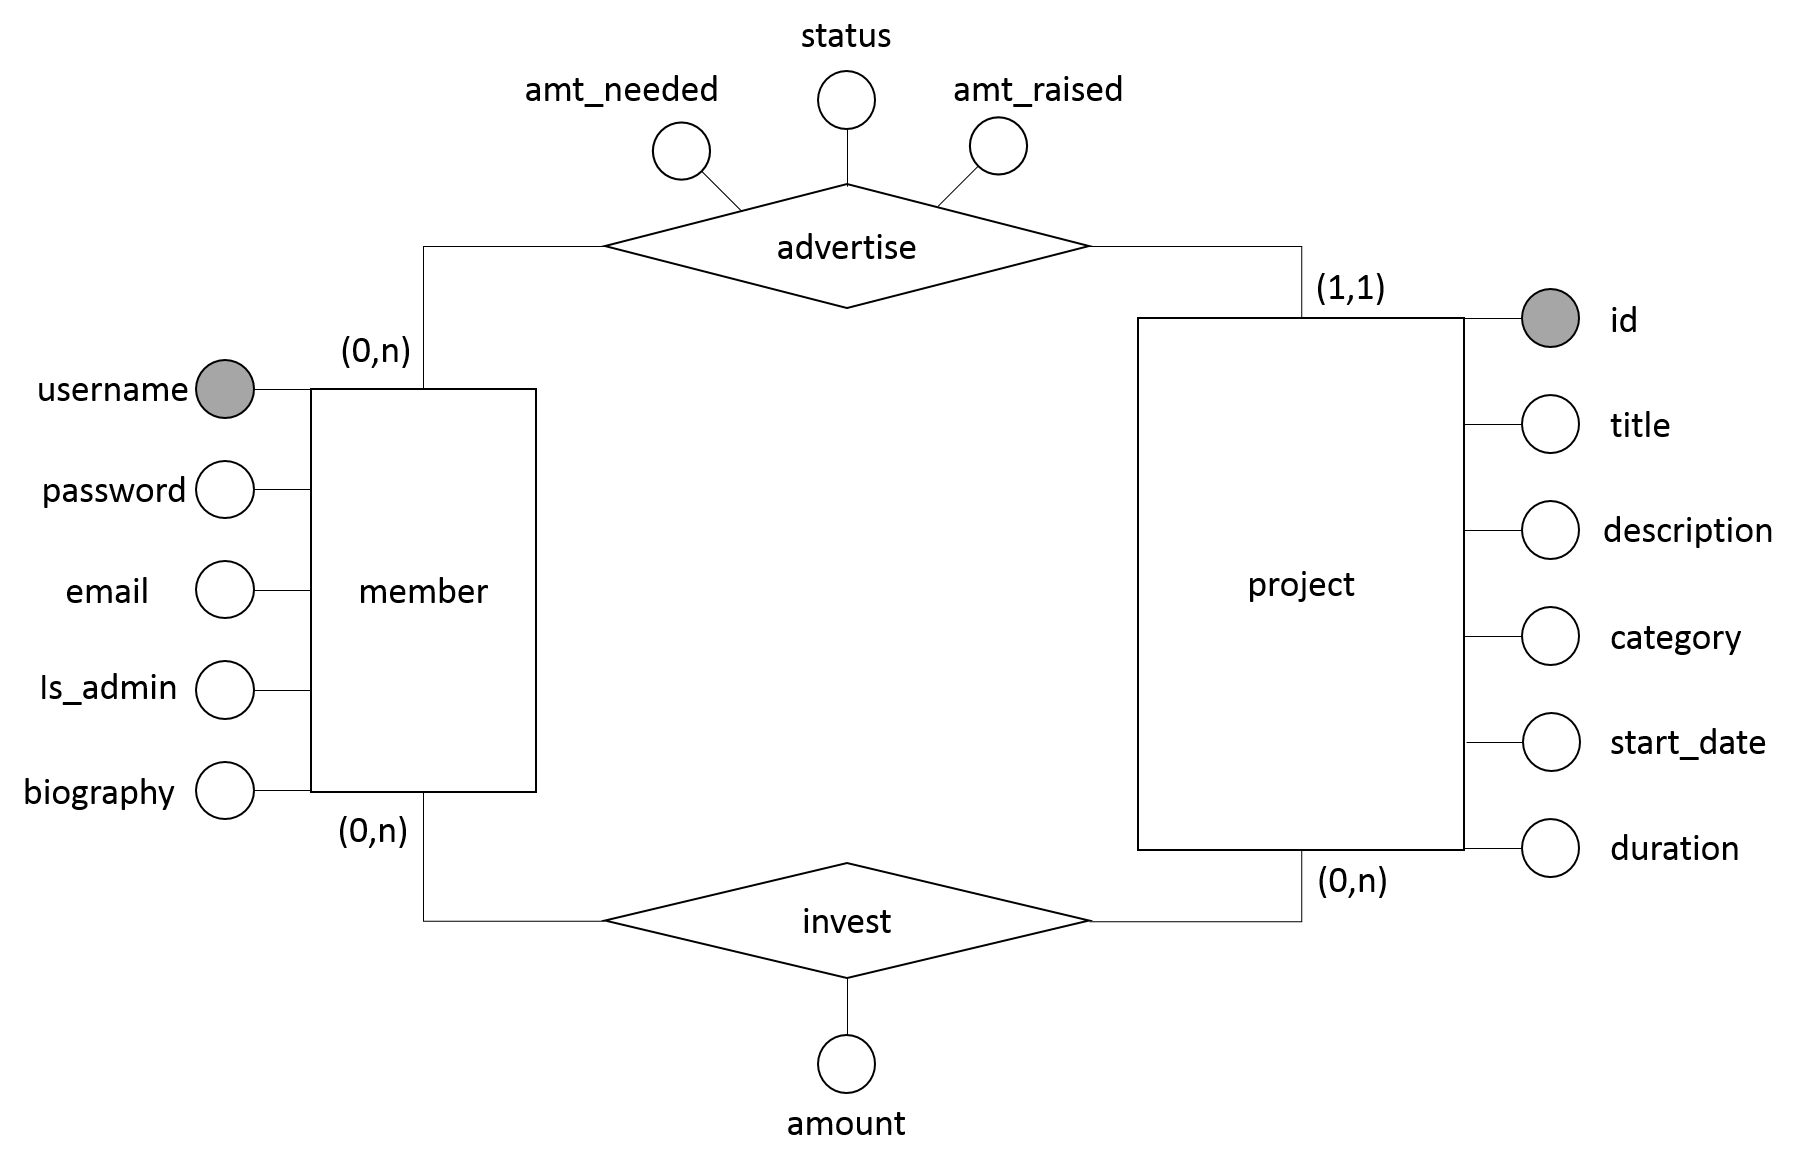 status
amt_needed
amt_raised
advertise
(1,1)
(0,n)
id
username
title
password
description
email
member
project
category
Is_admin
start_date
biography
duration
(0,n)
(0,n)
invest
amount